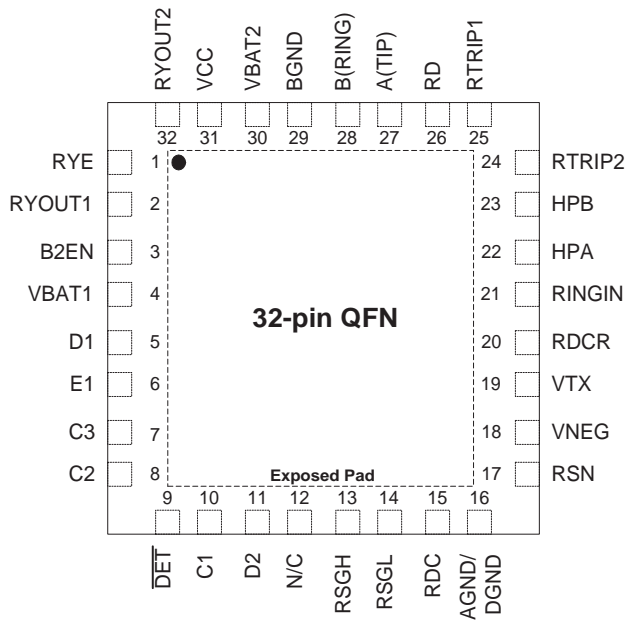 RYOUT2
VCC
VBAT2
BGND
B(RING)
A(TIP)
RD
RTRIP1
32 31 30 29 28 27 26 25
RYE 1 24 RTRIP2
RYOUT1 2 23 HPB
B2EN 3 22 HPA
VBAT1 4 21 RINGIN
32-pin QFN
D1 5 20 RDCR
E1 6 19 VTX
C3 7 18 VNEG
C2 8 17 RSN
Exposed Pad
9 10 11 12 13 14 15 16
DET
C1
D2
N/C
RSGH
RSGL
RDC
AGND/
DGND